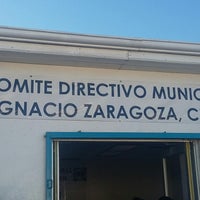 OMITE DIRECTIVO MUNIC
GNACIO ZARAGOZA, C